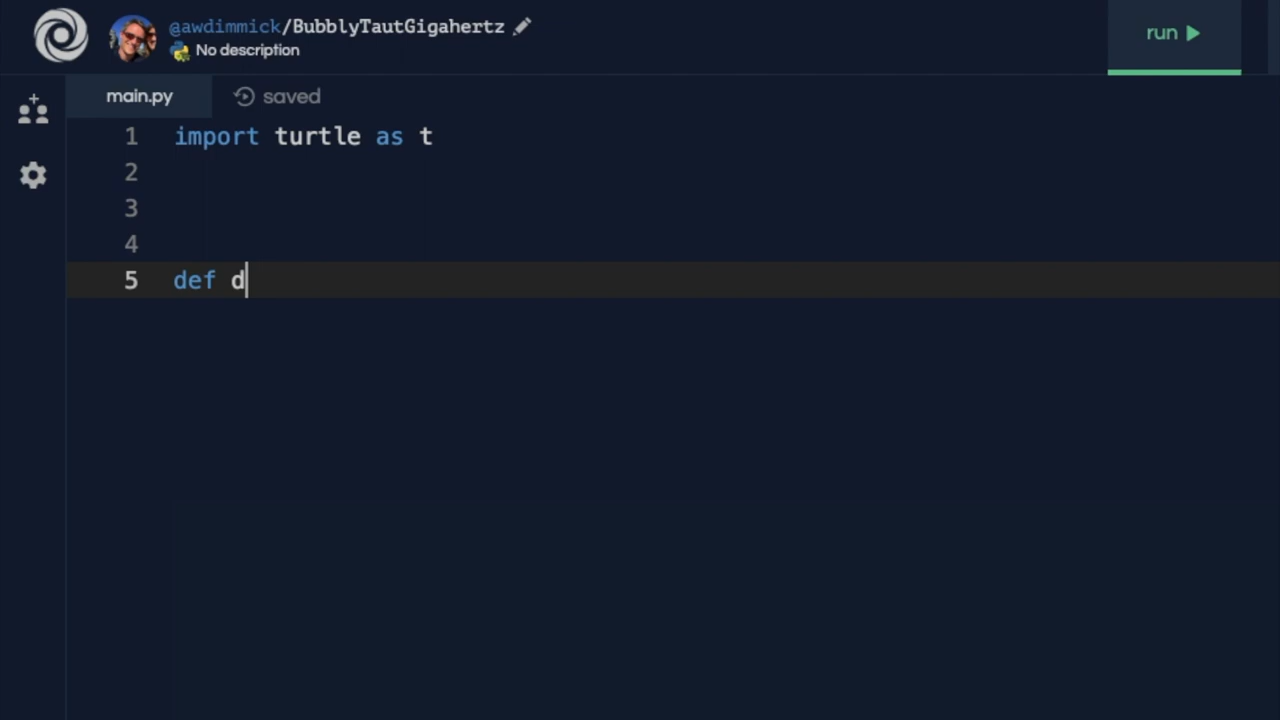 @awdimmick/BubblyTautGigahertz
No description
run
main.py saved
1 import turtle as t
2
3
4
5 def d